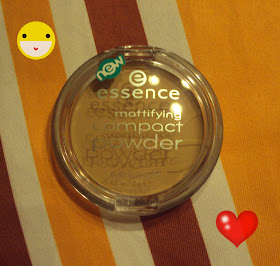 new
e
essence
mattifying
compact
powder